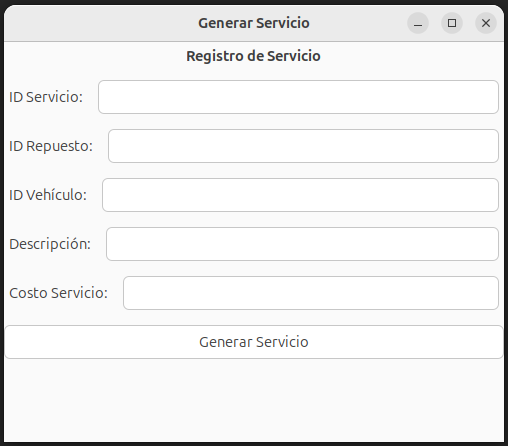 Generar Servicio
Registro de Servicio
ID Servicio:
ID Repuesto:
ID Vehículo:
Descripción:
Costo Servicio:
Generar Servicio